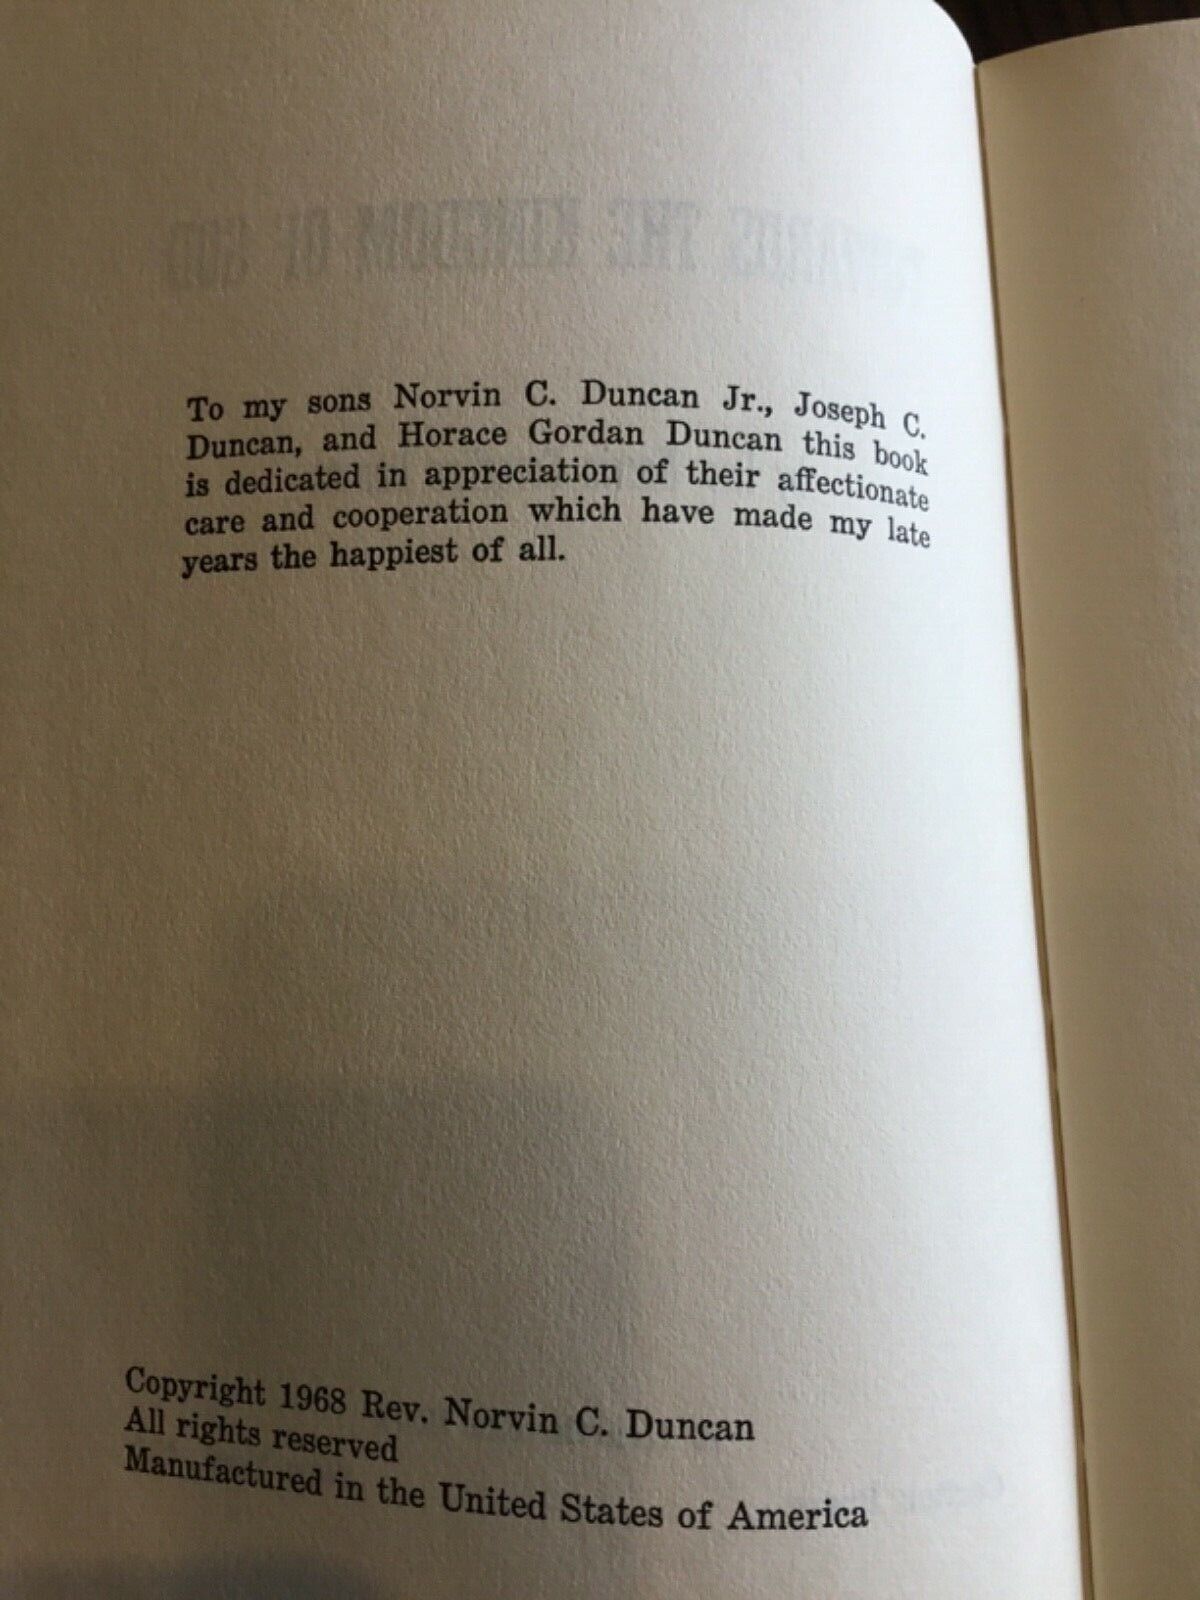 To my sons Norvin C. Duncan Jr., Joseph C.
Duncan, and Horace Gordan Duncan this book
is dedicated in appreciation of their affectionate
care and cooperation which have made my late
years the happiest of all.
Copyright 1968 Rev. Norvin C. Duncan
All rights reserved
Manufactured in the United States of America